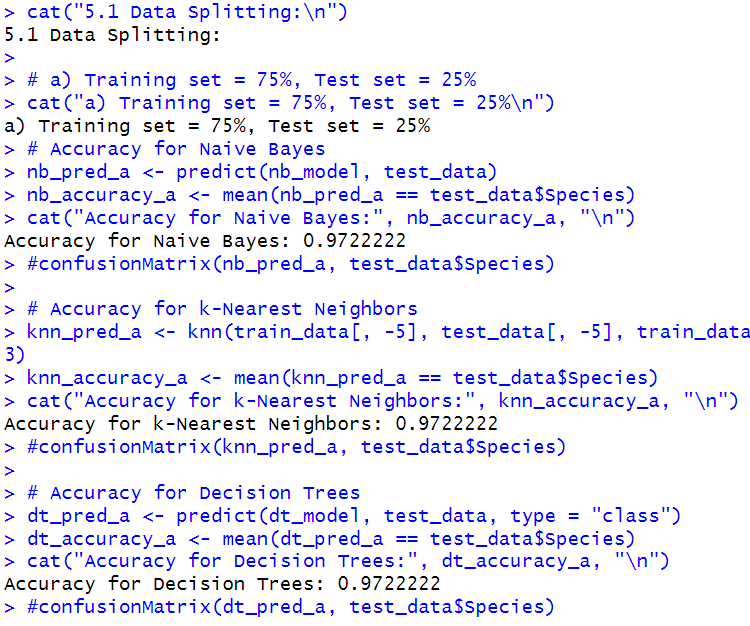 > cat("5.1 Data Splitting:\n")
5.1 Data Splitting:
>
> # a) Training set = 75%, Test set = 25%
> cat("a) Training set = 75%, Test set = 25%\n")
a) Training set = 75%, Test set = 25%
> # Accuracy for Naive Bayes
> nb_pred_a <- predict(nb_model, test_data)
> nb_accuracy_a <- mean(nb_pred_a == test_data$Species)
> cat("Accuracy for Naive Bayes:", nb_accuracy_a, "\n")
Accuracy for Naive Bayes: 0.9722222
> #confusionMatrix(nb_pred_a, test_data$Species)
>
> # Accuracy for k-Nearest Neighbors
> knn_pred_a <- knn(train_data[, -5], test_data[, -5], train_data
3)
> knn_accuracy_a <- mean(knn_pred_a == test_data$Species)
> cat("Accuracy for k-Nearest Neighbors:", knn_accuracy_a, "\n")
Accuracy for k-Nearest Neighbors: 0.9722222
> #confusionMatrix(knn_pred_a, test_data$Species)
>
> # Accuracy for Decision Trees
> dt_pred_a <- predict(dt_model, test_data, type = "class")
> dt_accuracy_a <- mean(dt_pred_a == test_data$Species)
> cat("Accuracy for Decision Trees:", dt_accuracy_a, "\n")
Accuracy for Decision Trees: 0.9722222
> #confusionMatrix(dt_pred_a, test_data$Species)